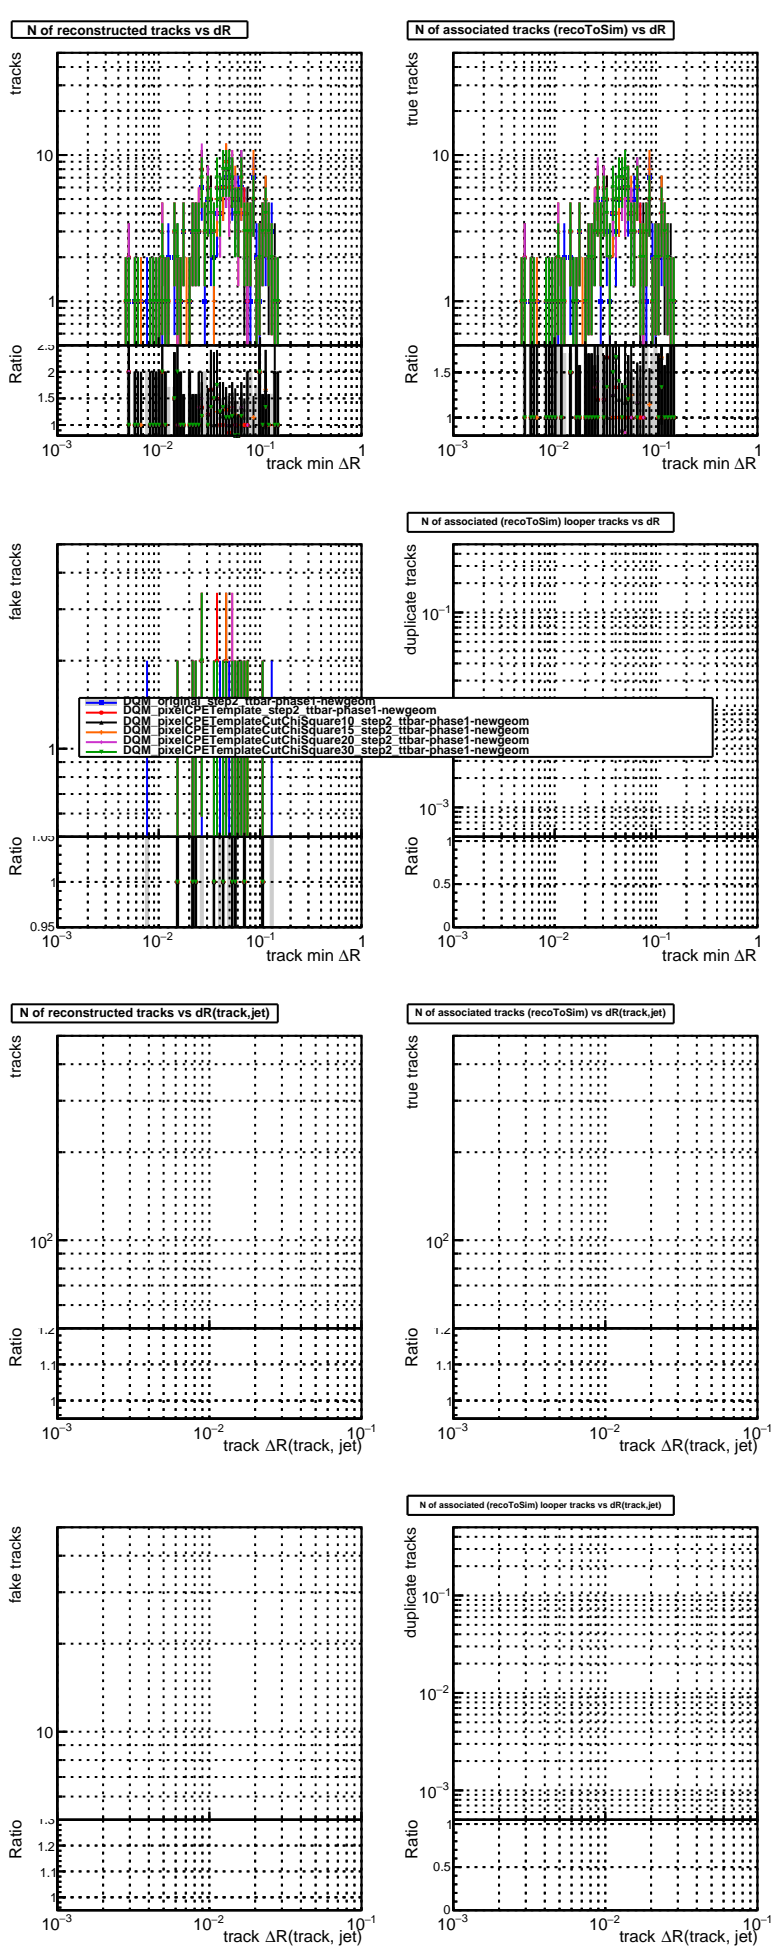 N of reconstructed tracks vs dR
N of associated tracks (recoToSim) vs dR
tracks
10
1
Ratio
2.5
2
1.5
1
10−3
10−2
10−1
1
track min ΔR
true tracks
10
1
Ratio
1.5
1
10−3
10−2
10−1
1
track min ΔR
N of associated (recoToSim) looper tracks vs dR
fake tracks
1
Ratio
1.05
1
0.95
10−3
10−2
10−1
1
track min ΔR
duplicate tracks
10−1
10−3
Ratio
1
0.5
0
10−3
10−2
10−1
1
track min ΔR
DQM_original_step2_ttbar-phase1-newgeom
DQM_pixelCPETemplate_step2_ttbar-phase1-newgeom
DQM_pixelCPETemplateCutChiSquare10_step2_ttbar-phase1-newgeom
DQM_pixelCPETemplateCutChiSquare15_step2_ttbar-phase1-newgeom
DQM_pixelCPETemplateCutChiSquare20_step2_ttbar-phase1-newgeom
DQM_pixelCPETemplateCutChiSquare30_step2_ttbar-phase1-newgeom
N of reconstructed tracks vs dR(track,jet)
N of associated tracks (recoToSim) vs dR(track,jet)
tracks
102
Ratio
1.2
1.1
1
10−3
10−2
10−1
track ΔR(track, jet)
true tracks
102
Ratio
1.2
1.1
1
10−3
10−2
10−1
track ΔR(track, jet)
N of associated (recoToSim) looper tracks vs dR(track,jet)
fake tracks
10
Ratio
1.3
1.2
1.1
1
10−3
10−2
10−1
track ΔR(track, jet)
duplicate tracks
10−1
10−2
10−3
Ratio
1
0.5
0
10−3
10−2
10−1
track ΔR(track, jet)